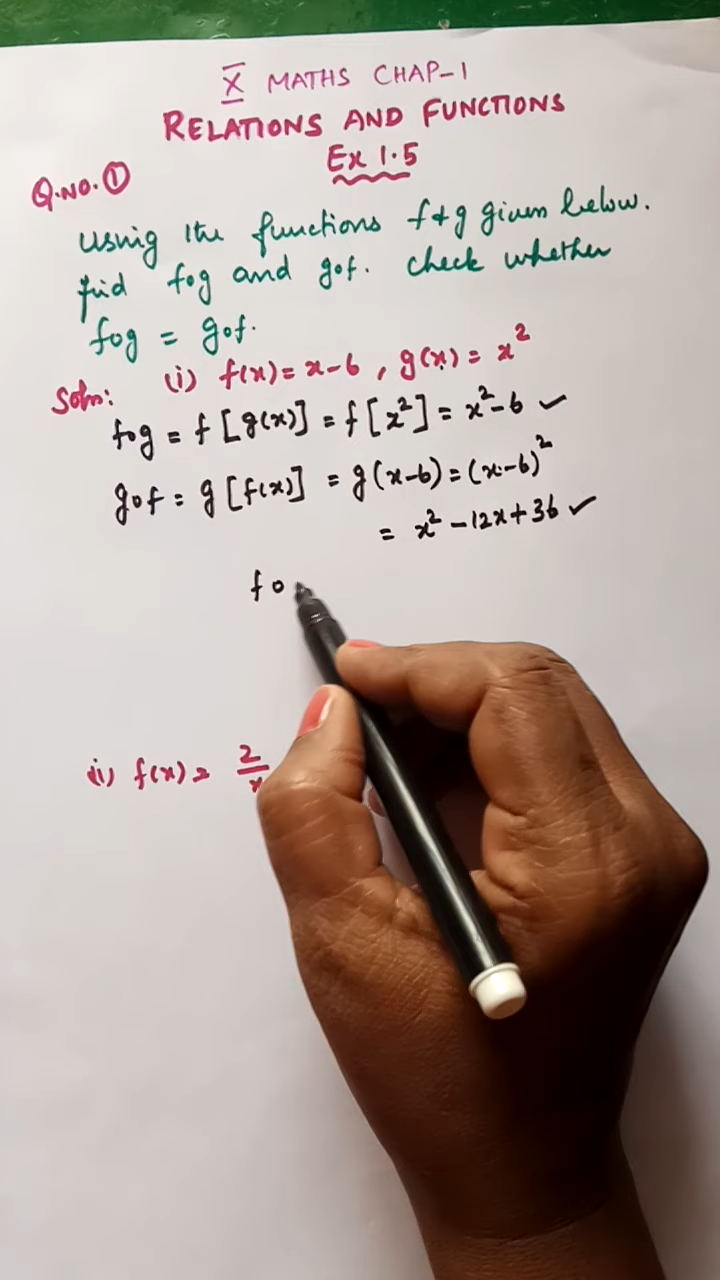 X MATHS CHAP-1
RELATIONS AND FUNCTIONS
Ex 1.5
Q.NO. ①
Using the functions f & g given below.
find fog and gof. check whether
fog = gof.
Soln: (i) f(x) = x-6 , g(x) = x²
fog = f [g(x)] = f [x²] = x²-6 ✓
gof = g [f(x)] = g(x-6) = (x-6)²
= x² -12x+36 ✓
fo
ii) f(x) = 2/x